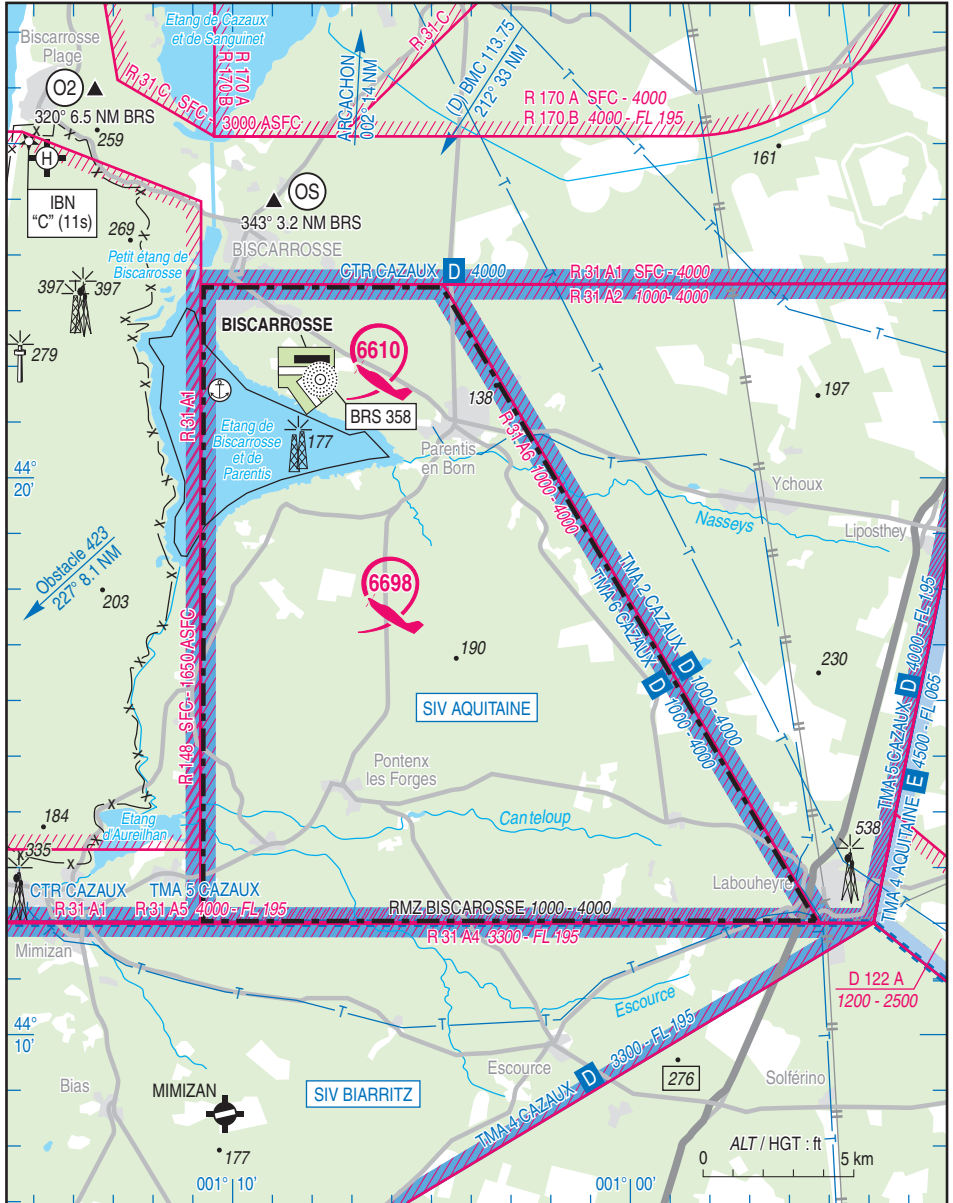 Etang de Cazaux
et de Sanguinet
Biscarrosse
Plage
O2
320° 6.5 NM BRS
259
R 31 C SFC - 3000 ASFC
R 170 A
R 170 B
ARCACHON
002° 14 NM
R 31 C
(D) BMC 113.75
212° 33 NM
R 170 A SFC - 4000
R 170 B 4000 - FL 195
161
H
IBN
"C" (11s)
OS
343° 3.2 NM BRS
269
BISCARROSSE
Petit étang de
Biscarrosse
CTR CAZAUX D 4000
R 31 A1 SFC - 4000
R 31 A2 1000 - 4000
397
397
279
BISCARROSSE
6610
BRS 358
138
197
R 31 A1
Etang de
Biscarrosse
et de
Parentis
177
Parentis
en Born
R 31 A6 1000-4000
44°
20'
Ychoux
Nasseys
Liposthey
Obstacle 423
227° 8.1 NM
203
6698
190
TMA 2 CAZAUX D 1000 - 4000
TMA 6 CAZAUX D 1000 - 4000
230
SIV AQUITAINE
R 148 SFC - 1650 ASFC
TMA 5 CAZAUX D 4000 - FL 195
TMA 4 AQUITAINE E 4500 - FL 065
Pontenx
les Forges
184
Etang
d'Aureilhan
Canteloup
538
335
Labouheyre
CTR CAZAUX
TMA 5 CAZAUX
R 31 A1
R 31 A5 4000 - FL 195
RMZ BISCAROSSE 1000 - 4000
R 31 A4 3300 - FL 195
Mimizan
D 122 A
1200 - 2500
Escource
44°
10'
Escource
TMA 4 CAZAUX D 3300 - FL 195
276
Solférino
Bias
MIMIZAN
SIV BIARRITZ
177
ALT / HGT : ft
0 5 km
001° 10'
001° 00'